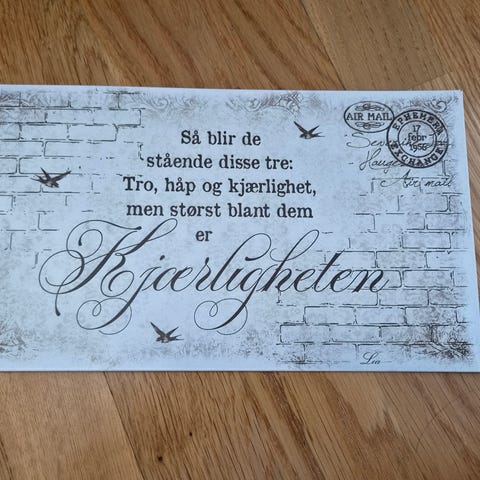 Så blir de
stående disse tre:
Tro, håp og kjærlighet,
men størst blant dem
er
Kjærligheten
AIR MAIL
EPHEMERA
17
febr
1956
EXCHANGE
Air mail
Lia